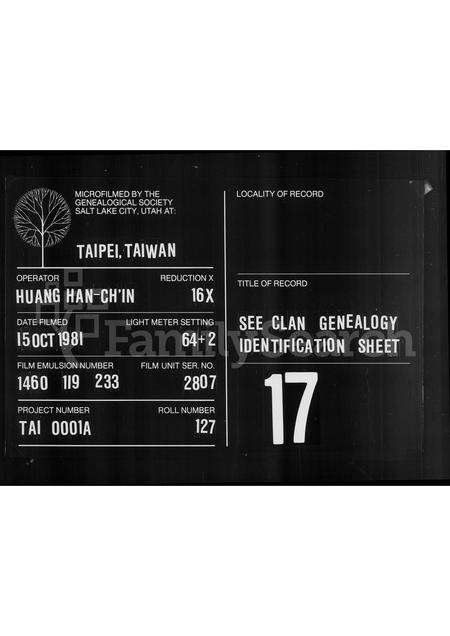 MICROFILMED BY THE
GENEALOGICAL SOCIETY
SALT LAKE CITY, UTAH AT:
TAIPEI, TAIWAN
OPERATOR REDUCTION X
HUANG HAN-CH'IN 16X
DATE FILMED LIGHT METER SETTING
15 OCT 1981 64+2
FILM EMULSION NUMBER FILM UNIT SER. NO.
1460 119 233 2807
PROJECT NUMBER ROLL NUMBER
TAI 0001A 127
LOCALITY OF RECORD
TITLE OF RECORD
SEE CLAN GENEALOGY
IDENTIFICATION SHEET
17
FamilySearch